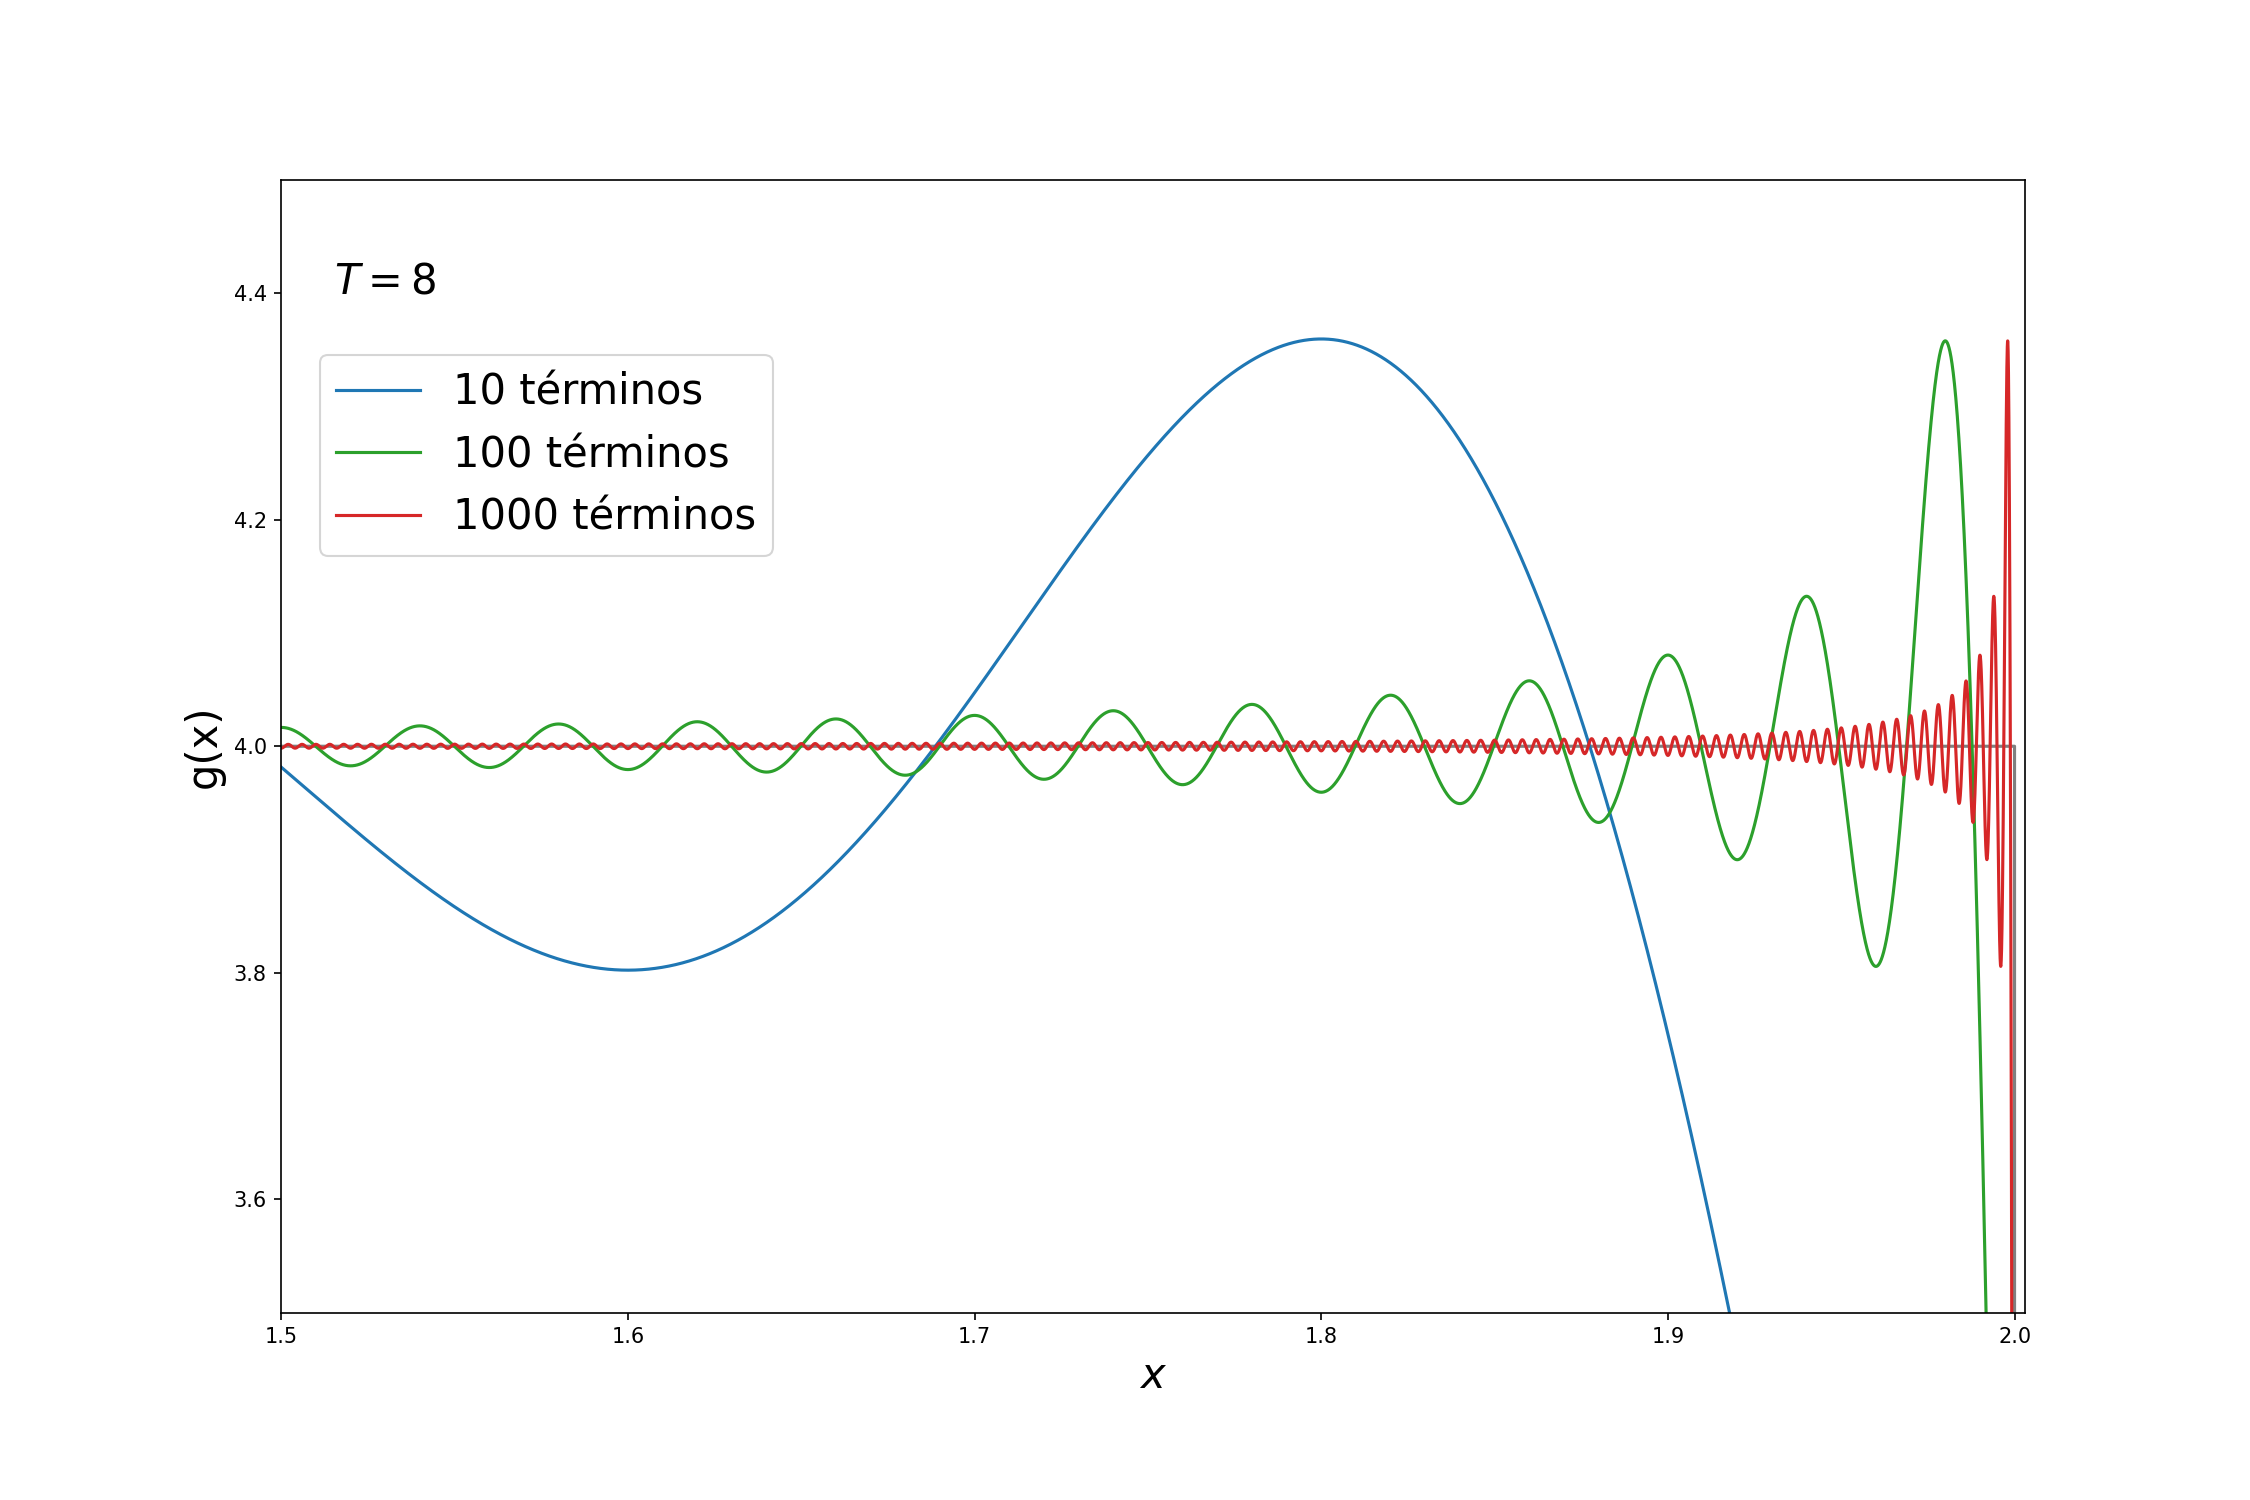 T = 8
10 términos
100 términos
1000 términos
g(x)
4.4
4.2
4.0
3.8
3.6
1.5 1.6 1.7 1.8 1.9 2.0
x